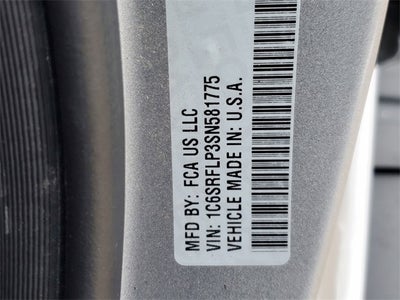 MFD BY: FCA US LLC
VIN: 1C6SRFLP3SN581775
VEHICLE MADE IN: U.S.A.